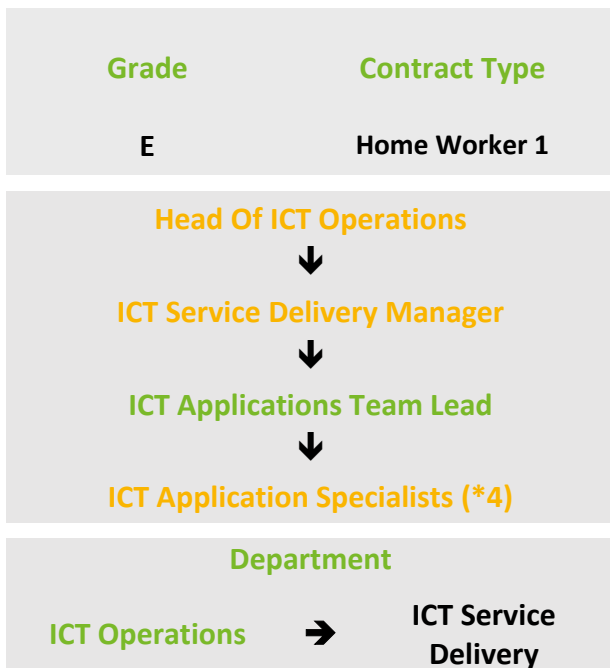 Grade Contract Type
E Home Worker 1
Head Of ICT Operations
🡻
ICT Service Delivery Manager
🡻
ICT Applications Team Lead
🡻
ICT Application Specialists (*4)
Department
ICT Operations 🡺 ICT Service
Delivery